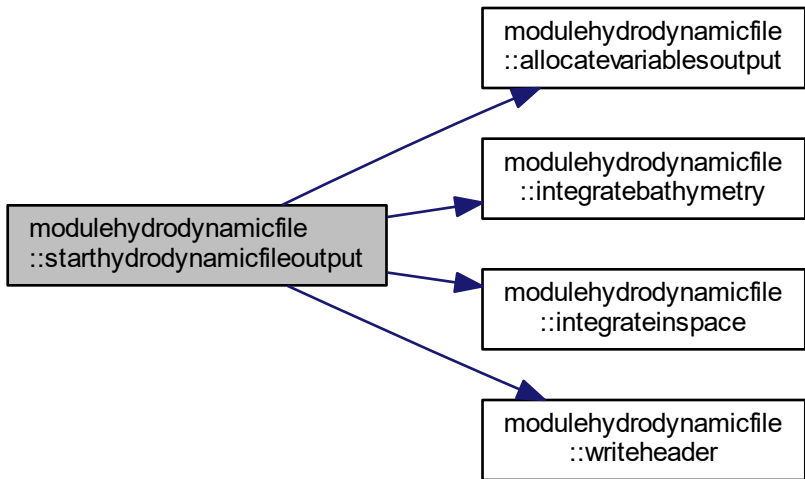 modulehydrodynamicfile
::allocatevariablesoutput
modulehydrodynamicfile
::integratebathymetry
modulehydrodynamicfile
::starthydrodynamicfileoutput
modulehydrodynamicfile
::integrateinspace
modulehydrodynamicfile
::writeheader